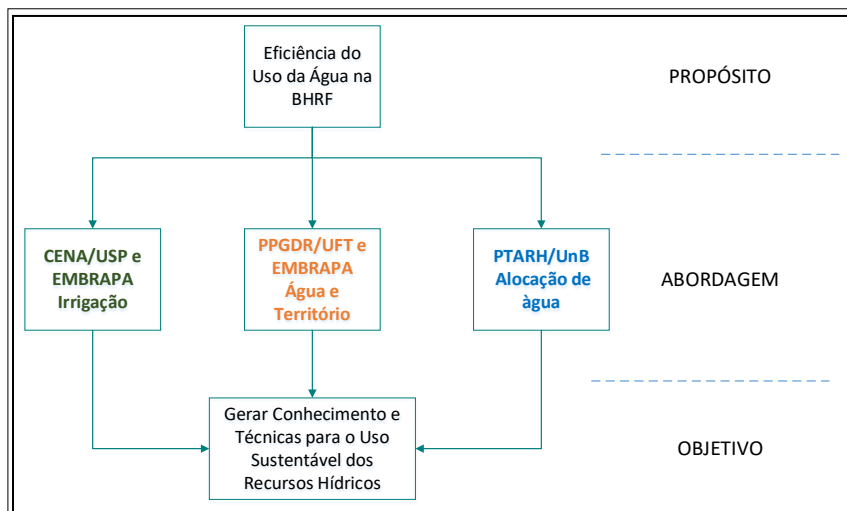 Eficiência do
Uso da Água na
BHRF
PROPÓSITO
CENA/USP e
EMBRAPA
Irrigação
PPGDR/UFT e
EMBRAPA
Água e
Território
PTARH/UnB
Alocação de
àgua
ABORDAGEM
Gerar Conhecimento e
Técnicas para o Uso
Sustentável dos
Recursos Hídricos
OBJETIVO